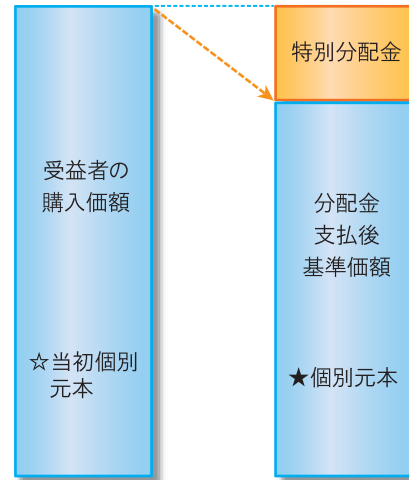 受益者の
購入価額
☆当初個別
元本
特別分配金
分配金
支払後
基準価額
★個別元本